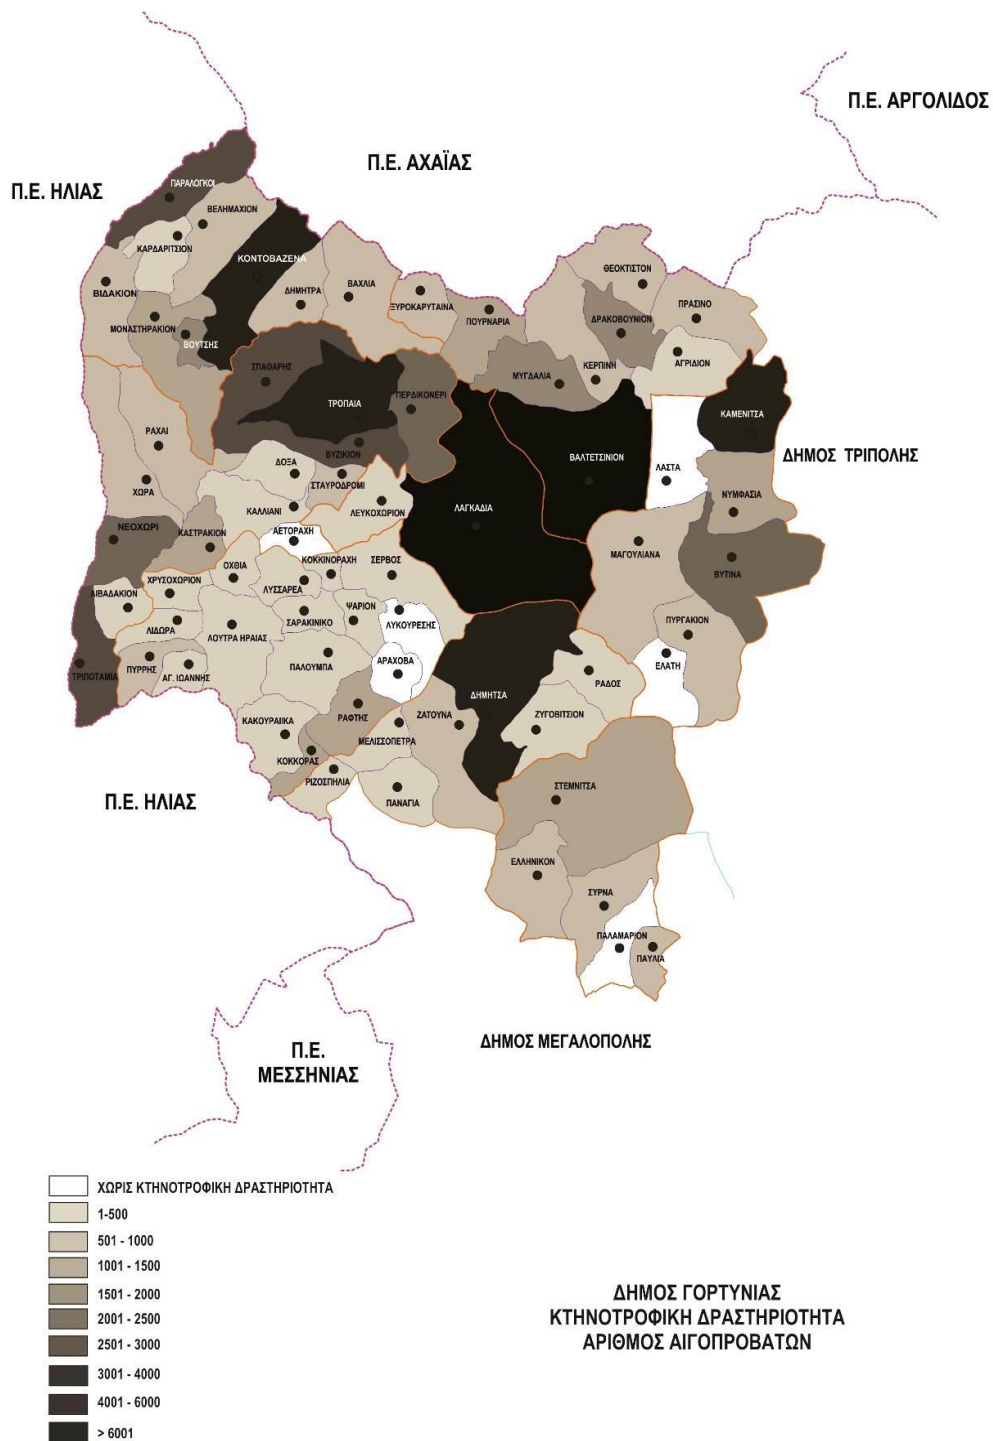 Π.Ε. ΑΡΓΟΛΙΔΟΣ
Π.Ε. ΑΧΑΪΑΣ
Π.Ε. ΗΛΙΑΣ
ΠΑΡΑΛΟΓΚΟΙ
ΒΕΛΗΜΑΧΙΟΝ
ΚΑΡΔΑΡΙΤΣΙΟΝ
ΚΟΝΤΟΒΑΖΕΝΑ
ΘΕΟΚΤΙΣΤΟΝ
ΒΙΔΑΚΙΟΝ
ΔΗΜΗΤΡΑ
ΒΑΧΛΙΑ
ΞΥΡΟΚΑΡΥΤΑΙΝΑ
ΠΟΥΡΝΑΡΙΑ
ΔΡΑΚΟΒΟΥΝΙΟΝ
ΠΡΑΣΙΝΟ
ΜΟΝΑΣΤΗΡΑΚΙΟΝ
ΒΟΥΤΣΗΣ
ΣΠΑΘΑΡΗΣ
ΜΥΓΔΑΛΙΑ
ΚΕΡΠΙΝΗ
ΑΓΡΙΔΙΟΝ
ΤΡΟΠΑΙΑ
ΠΕΡΔΙΚΟΝΕΡΙ
ΚΑΜΕΝΙΤΣΑ
ΡΑΧΑΙ
ΒΥΖΙΚΙΟΝ
ΔΗΜΟΣ ΤΡΙΠΟΛΗΣ
ΔΟΞΑ
ΒΑΛΤΕΤΣΙΝΙΟΝ
ΛΑΣΤΑ
ΧΩΡΑ
ΣΤΑΥΡΟΔΡΟΜΙ
ΝΥΜΦΑΣΙΑ
ΚΑΛΛΙΑΝΙ
ΛΕΥΚΟΧΩΡΙΟΝ
ΛΑΓΚΑΔΙΑ
ΝΕΟΧΩΡΙ
ΚΑΣΤΡΑΚΙΟΝ
ΑΕΤΟΡΑΧΗ
ΜΑΓΟΥΛΙΑΝΑ
ΟΧΘΙΑ
ΚΟΚΚΙΝΟΡΑΧΗ
ΣΕΡΒΟΣ
ΒΥΤΙΝΑ
ΧΡΥΣΟΧΩΡΙΟΝ
ΛΥΣΣΑΡΕΑ
ΛΙΒΑΔΑΚΙΟΝ
ΨΑΡΙΟΝ
ΣΑΡΑΚΙΝΙΚΟ
ΛΥΚΟΥΡΕΣΗΣ
ΠΥΡΓΑΚΙΟΝ
ΛΙΔΩΡΑ
ΛΟΥΤΡΑ ΗΡΑΙΑΣ
ΑΡΑΧΟΒΑ
ΕΛΑΤΗ
ΠΥΡΡΗΣ
ΠΑΛΟΥΜΠΑ
ΤΡΙΠΟΤΑΜΙΑ
ΑΓ. ΙΩΑΝΝΗΣ
ΡΑΔΟΣ
ΔΗΜΗΤΣΑ
ΡΑΦΤΗΣ
ΖΑΤΟΥΝΑ
ΖΥΓΟΒΙΤΣΙΟΝ
ΚΑΚΟΥΡΑΙΙΚΑ
ΜΕΛΙΣΣΟΠΕΤΡΑ
ΚΟΚΚΟΡΑΣ
ΡΙΖΟΣΠΗΛΙΑ
ΣΤΕΜΝΙΤΣΑ
Π.Ε. ΗΛΙΑΣ
ΠΑΝΑΓΙΑ
ΕΛΛΗΝΙΚΟΝ
ΣΥΡΝΑ
ΠΑΛΑΜΑΡΙΟΝ
ΠΑΥΛΙΑ
ΔΗΜΟΣ ΜΕΓΑΛΟΠΟΛΗΣ
Π.Ε.
ΜΕΣΣΗΝΙΑΣ
ΧΩΡΙΣ ΚΤΗΝΟΤΡΟΦΙΚΗ ΔΡΑΣΤΗΡΙΟΤΗΤΑ
1-500
501 - 1000
1001 - 1500
1501 - 2000
2001 - 2500
2501 - 3000
3001 - 4000
4001 - 6000
> 6001
ΔΗΜΟΣ ΓΟΡΤΥΝΙΑΣ
ΚΤΗΝΟΤΡΟΦΙΚΗ ΔΡΑΣΤΗΡΙΟΤΗΤΑ
ΑΡΙΘΜΟΣ ΑΙΓΟΠΡΟΒΑΤΩΝ